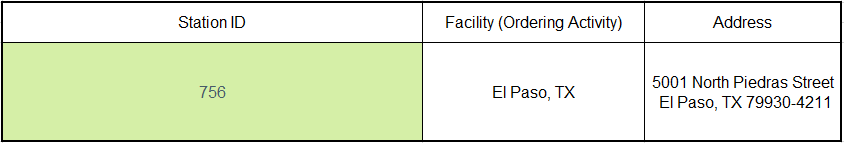 Station ID
Facility (Ordering Activity)
Address
756
El Paso, TX
5001 North Piedras Street
El Paso, TX 79930-4211